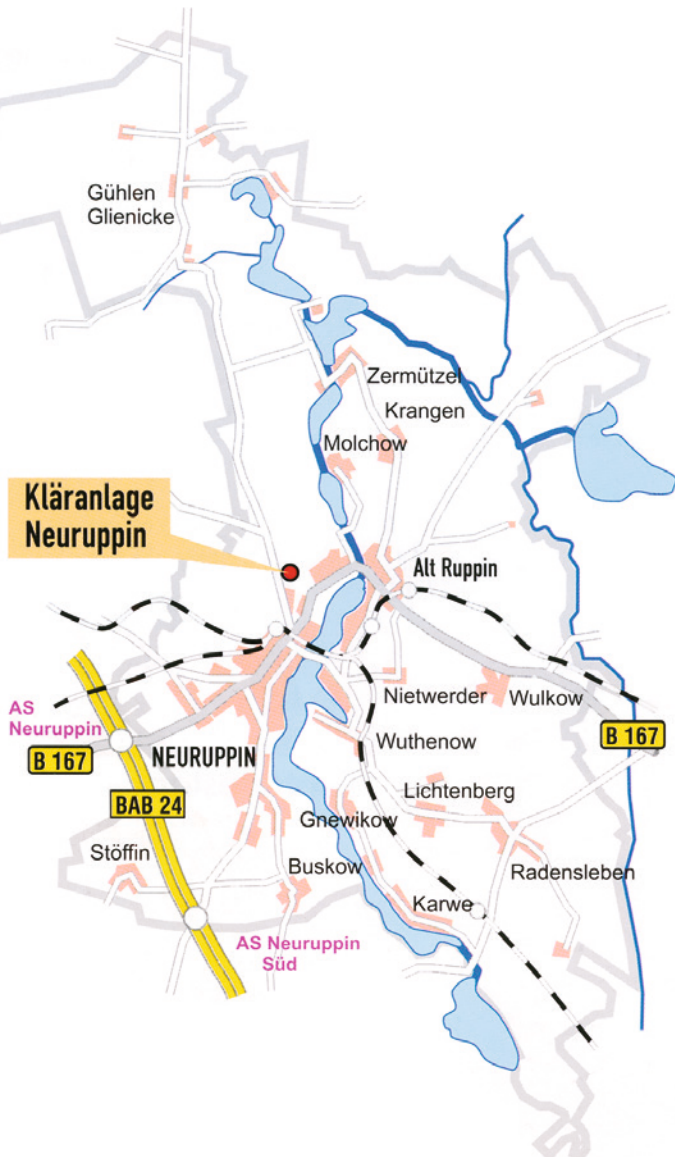 Gühlen
Glienicke
Zermützel
Krangen
Molchow
Kläranlage
Neuruppin
Alt Ruppin
AS
Neuruppin
Nietwerder
Wulkow
B 167
NEURUPPIN
Wuthenow
B 167
BAB 24
Lichtenberg
Gnewikow
Stöffin
Buskow
Radensleben
Karwe
AS Neuruppin
Süd